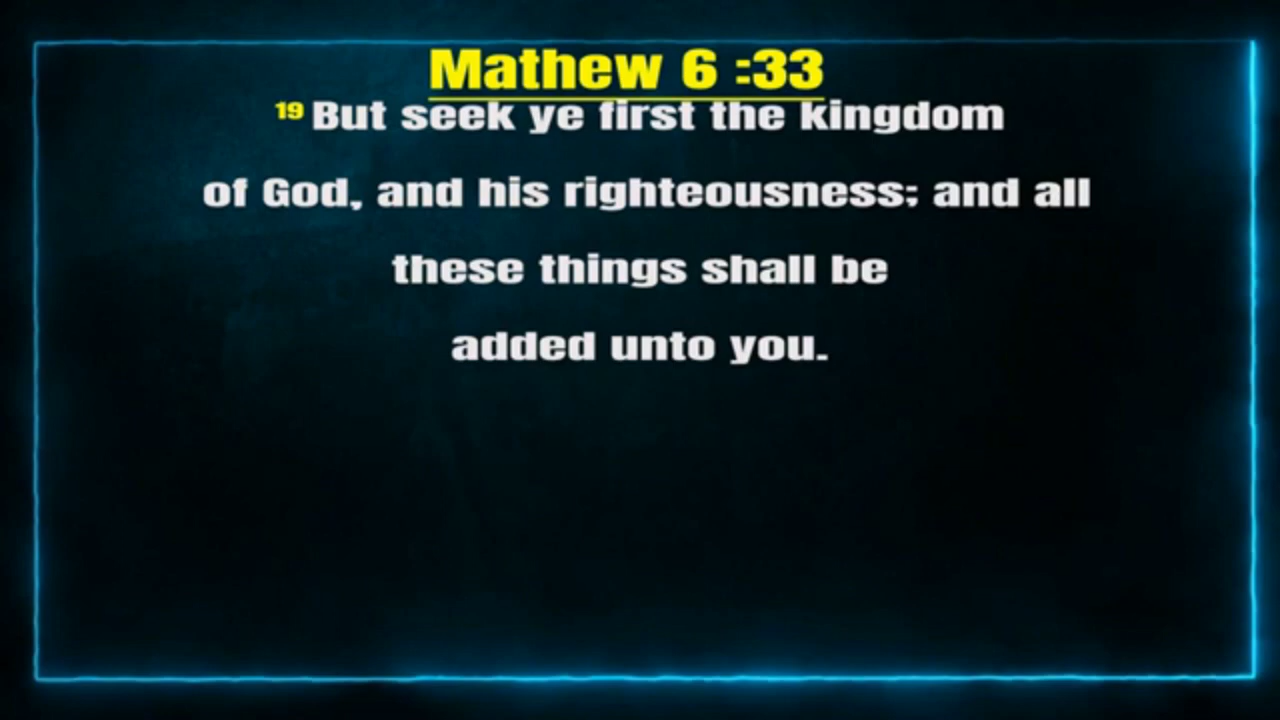 Mathew 6 :33
19 But seek ye first the kingdom
of God, and his righteousness; and all
these things shall be
added unto you.